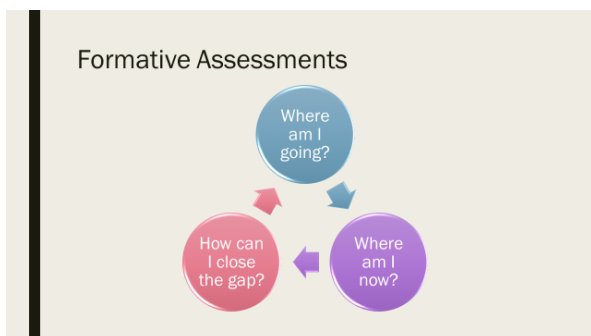 Formative Assessments
Where
am I
going?
Where
am I
now?
How can
I close
the gap?